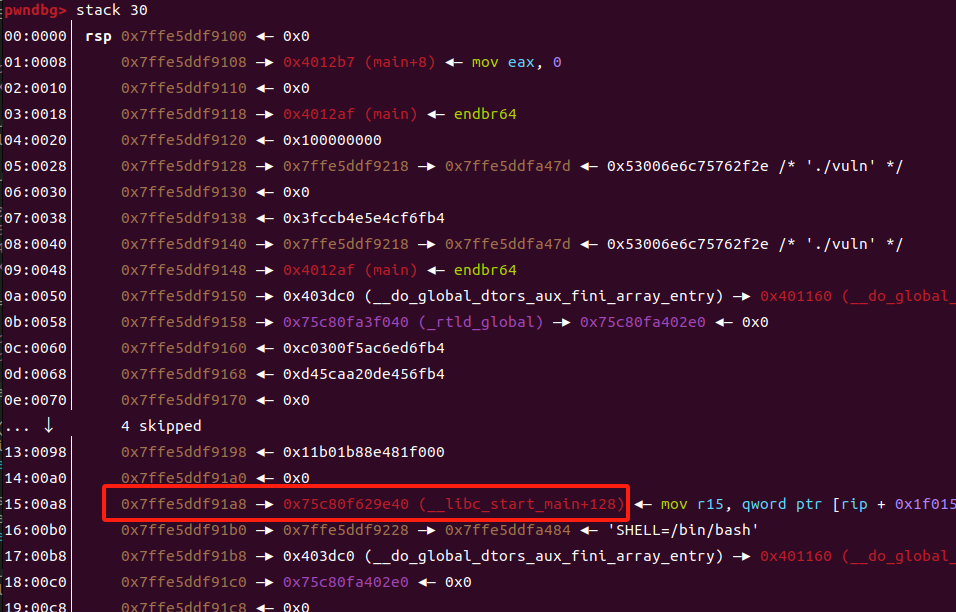 pwndbg> stack 30
00:0000│ rsp 0x7ffe5ddf9100 ◂— 0x0
01:0008│     0x7ffe5ddf9108 —▸ 0x4012b7 (main+8) ◂— mov eax, 0
02:0010│     0x7ffe5ddf9110 ◂— 0x0
03:0018│     0x7ffe5ddf9118 —▸ 0x4012af (main) ◂— endbr64
04:0020│     0x7ffe5ddf9120 ◂— 0x100000000
05:0028│     0x7ffe5ddf9128 —▸ 0x7ffe5ddf9218 —▸ 0x7ffe5ddfa47d ◂— 0x53006e6c75762f2e /* './vuln' */
06:0030│     0x7ffe5ddf9130 ◂— 0x0
07:0038│     0x7ffe5ddf9138 ◂— 0x3fccb4e5e4cf6fb4
08:0040│     0x7ffe5ddf9140 —▸ 0x7ffe5ddf9218 —▸ 0x7ffe5ddfa47d ◂— 0x53006e6c75762f2e /* './vuln' */
09:0048│     0x7ffe5ddf9148 —▸ 0x4012af (main) ◂— endbr64
0a:0050│     0x7ffe5ddf9150 —▸ 0x403dc0 (__do_global_dtors_aux_fini_array_entry) —▸ 0x401160 (__do_global_
0b:0058│     0x7ffe5ddf9158 —▸ 0x75c80fa3f040 (_rtld_global) —▸ 0x75c80fa402e0 ◂— 0x0
0c:0060│     0x7ffe5ddf9160 ◂— 0xc0300f5ac6ed6fb4
0d:0068│     0x7ffe5ddf9168 ◂— 0xd45caa20de456fb4
0e:0070│     0x7ffe5ddf9170 ◂— 0x0
... ↓        4 skipped
13:0098│     0x7ffe5ddf9198 ◂— 0x11b01b88e481f000
14:00a0│     0x7ffe5ddf91a0 ◂— 0x0
15:00a8│     0x7ffe5ddf91a8 —▸ 0x75c80f629e40 (__libc_start_main+128) ◂— mov r15, qword ptr [rip + 0x1f015
16:00b0│     0x7ffe5ddf91b0 —▸ 0x7ffe5ddf9228 —▸ 0x7ffe5ddfa484 ◂— 'SHELL=/bin/bash'
17:00b8│     0x7ffe5ddf91b8 —▸ 0x403dc0 (__do_global_dtors_aux_fini_array_entry) —▸ 0x401160 (__do_global_
18:00c0│     0x7ffe5ddf91c0 —▸ 0x75c80fa402e0 ◂— 0x0
19:00c8│     0x7ffe5ddf91c8 ◂— 0x0